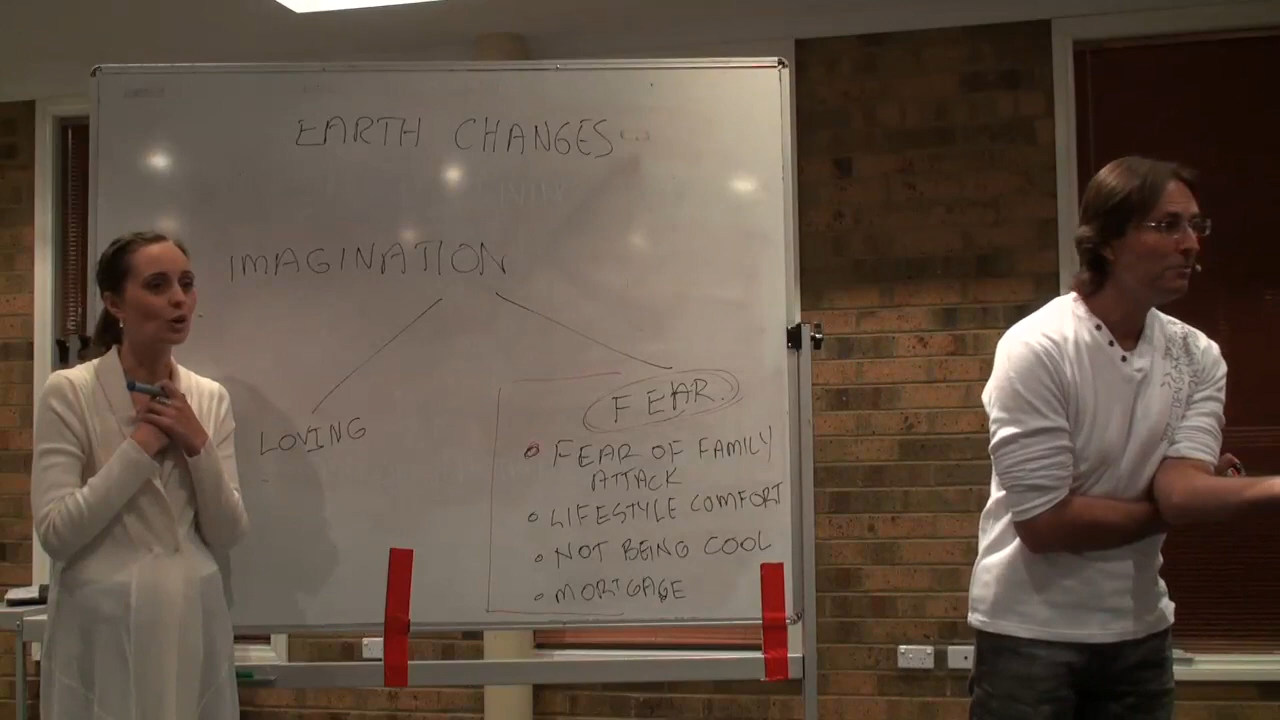 EARTH CHANGES
IMAGINATION
LOVING
FEAR
FEAR OF FAMILY
ATTACK
LIFESTYLE COMFORT
NOT BEING COOL
MORTGAGE